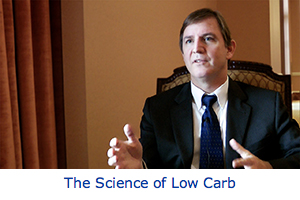 The Science of Low Carb